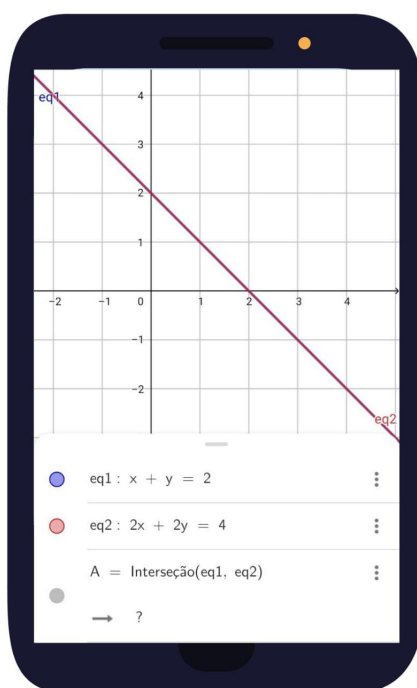 eq1
4
3
2
1
−2 −1 0 1 2 3 4
−1
−2
eq2
eq1 : x + y = 2
eq2 : 2x + 2y = 4
A = Interseção(eq1, eq2)
→ ?